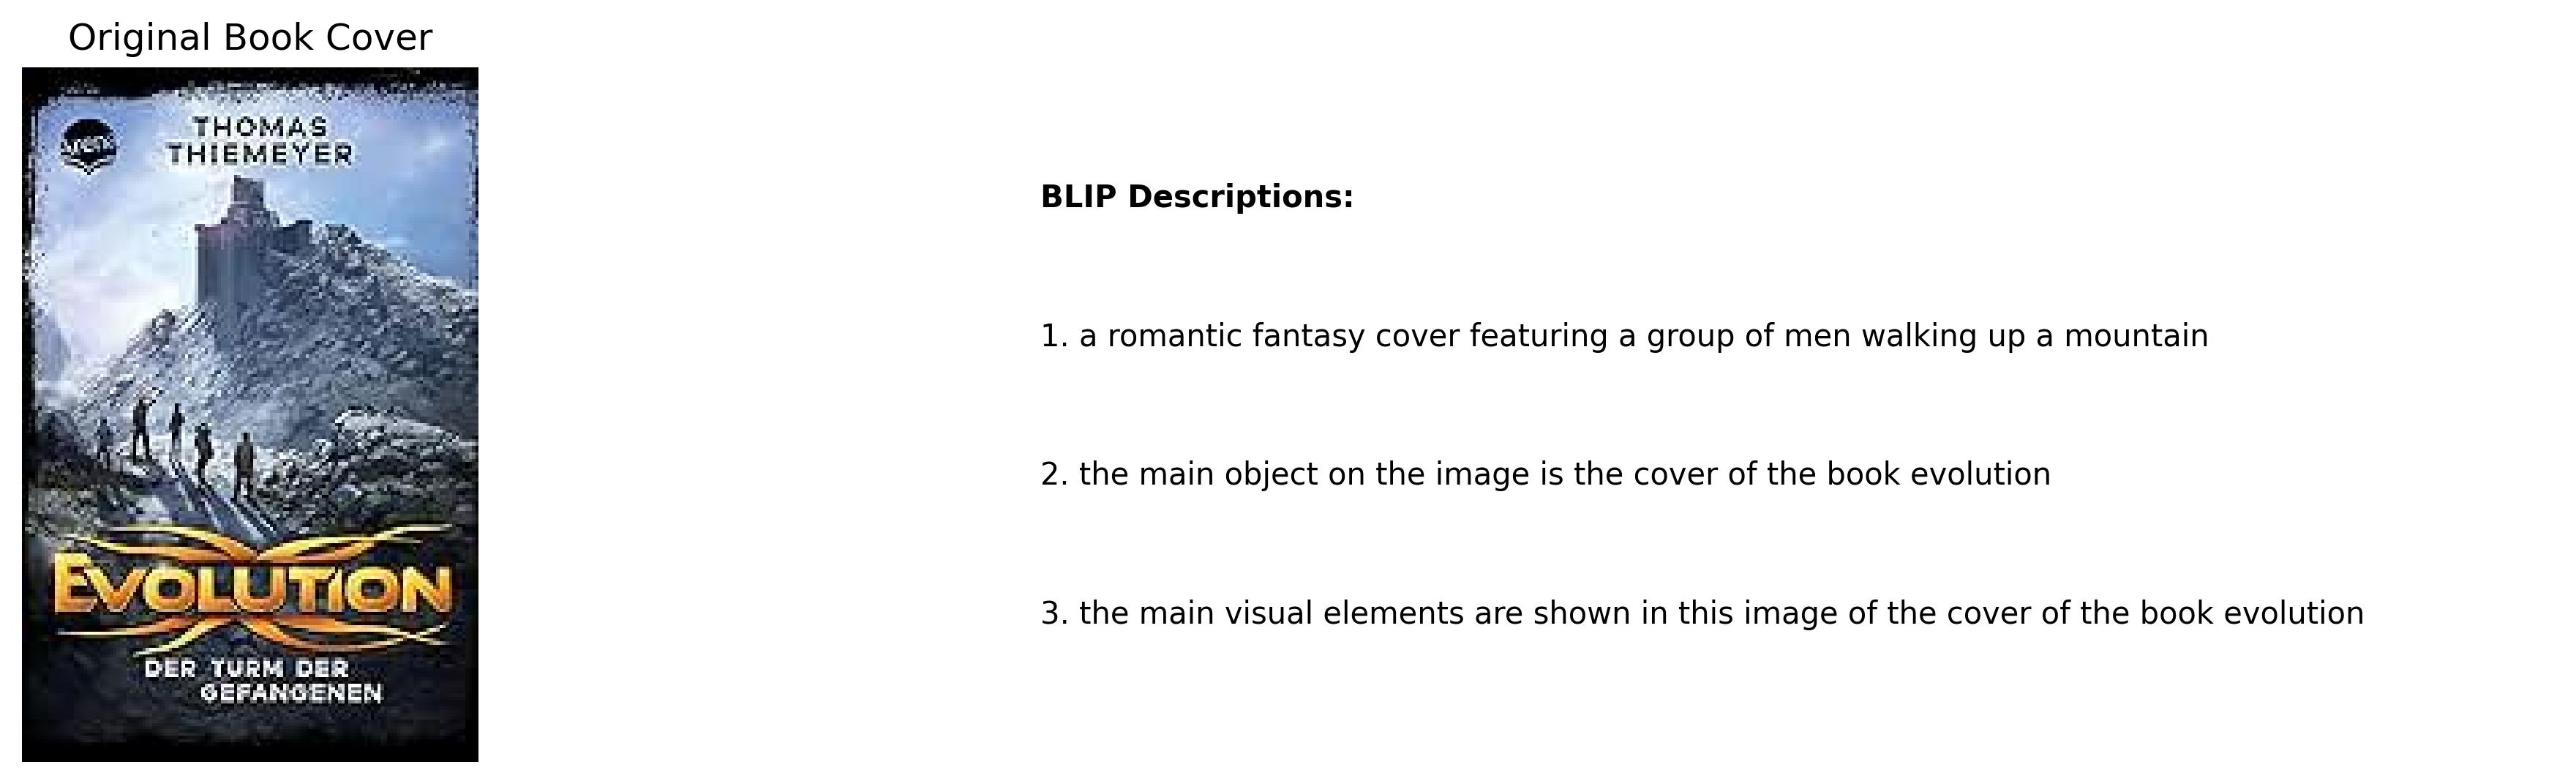 Original Book Cover
THOMAS
THIEMEYER
EVOLUTION
DER TURM DER
GEFANGENEN
BLIP Descriptions:
1. a romantic fantasy cover featuring a group of men walking up a mountain
2. the main object on the image is the cover of the book evolution
3. the main visual elements are shown in this image of the cover of the book evolution